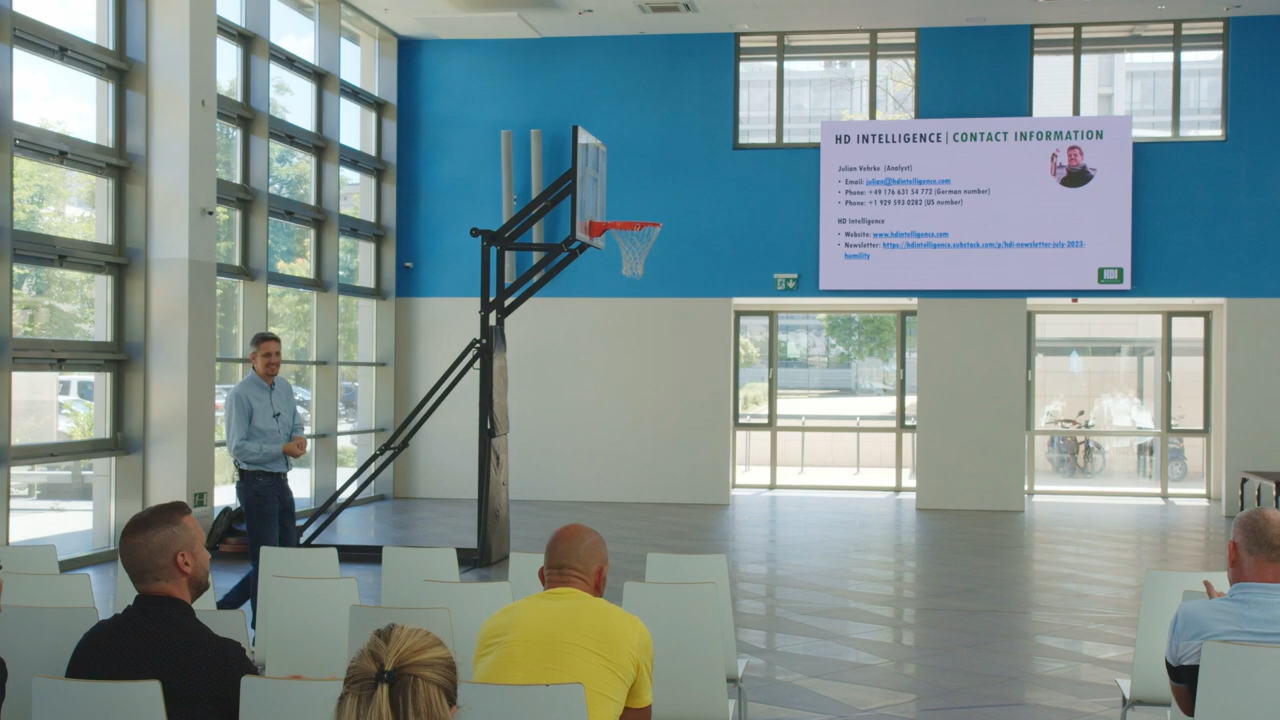 HD INTELLIGENCE | CONTACT INFORMATION
Julian Vehrke (Analyst)
• Email: julian@hdintelligence.com
• Phone: +49 176 631 54 772 (German number)
• Phone: +1 929 593 0282 (US number)
HD Intelligence
• Website: www.hdintelligence.com
• Newsletter: https://hdintelligence.substack.com/p/hdi-newsletter-july-2023-
humility
HDI